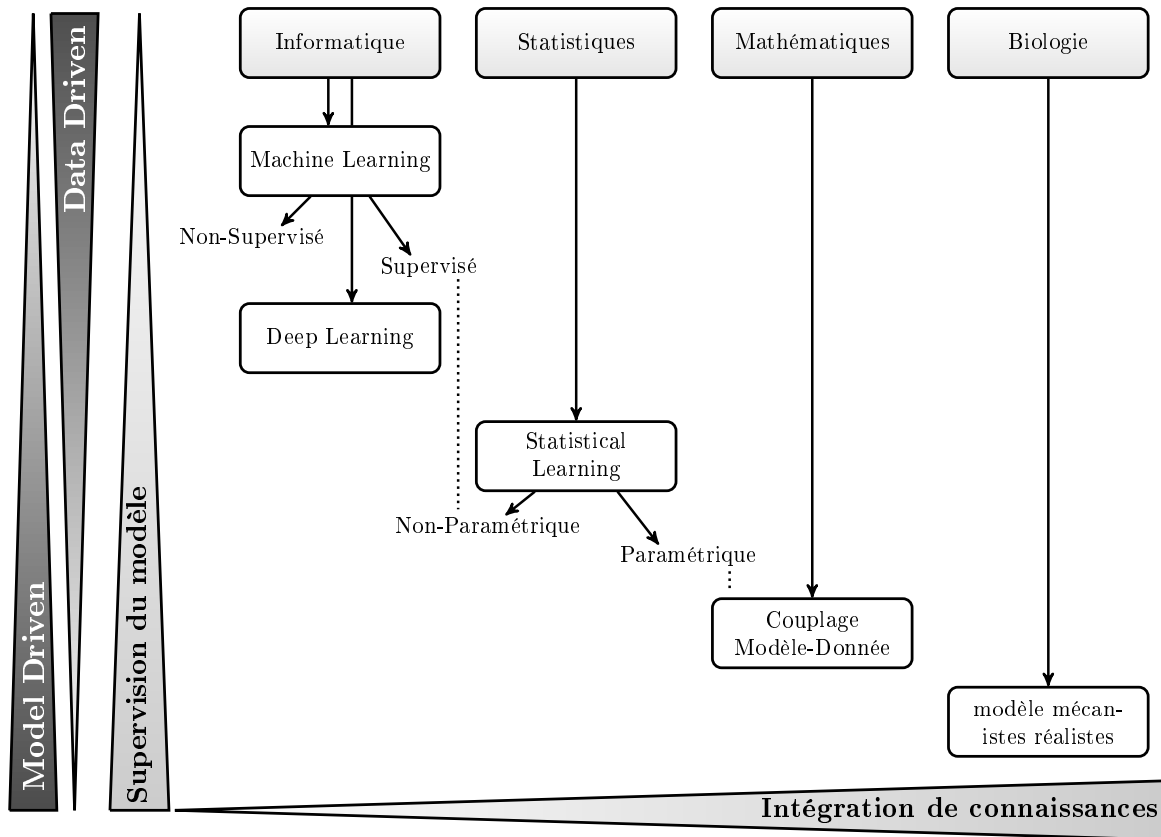 Informatique
Statistiques
Mathématiques
Biologie
Data Driven
Machine Learning
Non-Supervisé
Supervisé
Deep Learning
Statistical
Learning
Non-Paramétrique
Paramétrique
Couplage
Modèle-Donnée
modèle mécan-
istes réalistes
Model Driven
Supervision du modèle
Intégration de connaissances